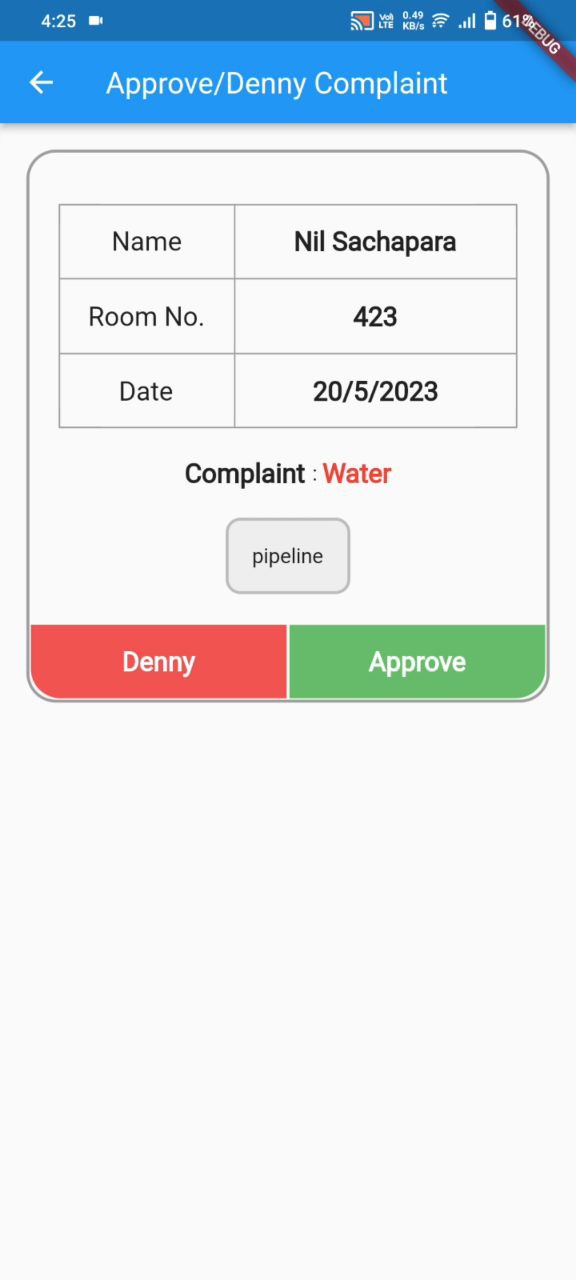 4:25 Vo) LTE 0.49 KB/s 61%
DEBUG
Approve/Denny Complaint
Name Nil Sachapara
Room No. 423
Date 20/5/2023
Complaint : Water
pipeline
Denny Approve